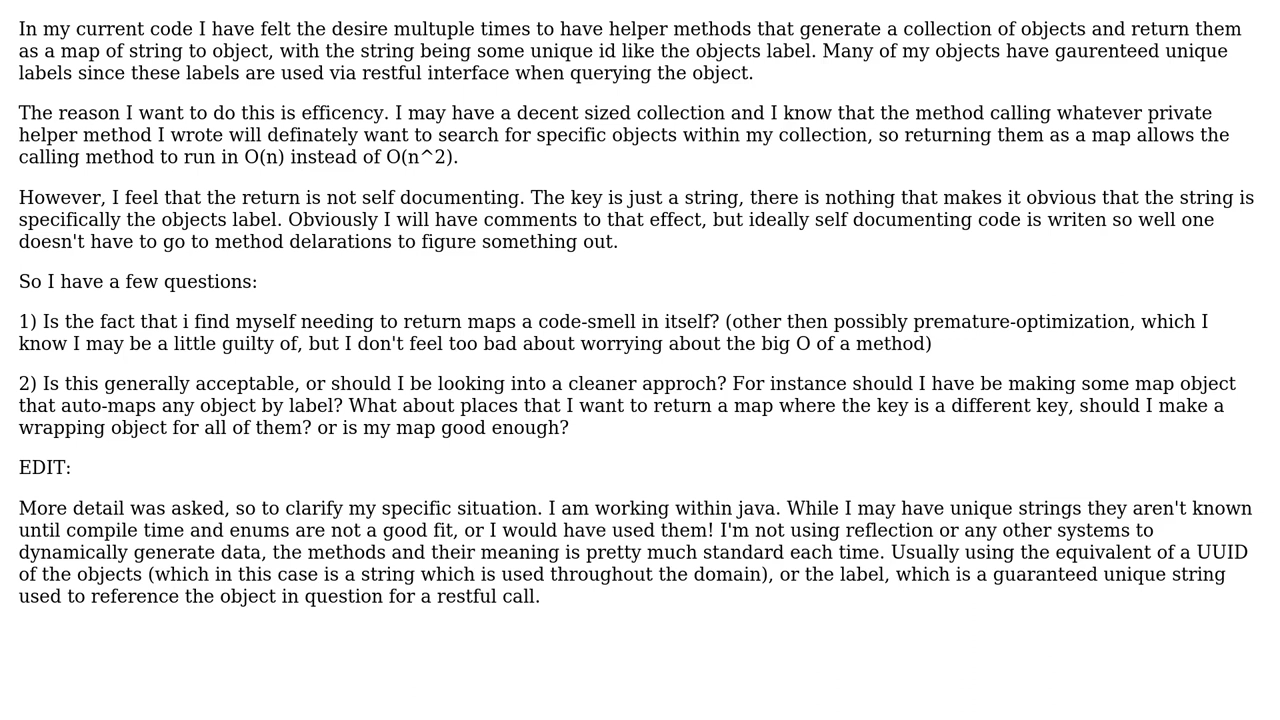 In my current code I have felt the desire multuple times to have helper methods that generate a collection of objects and return them
as a map of string to object, with the string being some unique id like the objects label. Many of my objects have gaurenteed unique
labels since these labels are used via restful interface when querying the object.
The reason I want to do this is efficency. I may have a decent sized collection and I know that the method calling whatever private
helper method I wrote will definately want to search for specific objects within my collection, so returning them as a map allows the
calling method to run in O(n) instead of O(n^2).
However, I feel that the return is not self documenting. The key is just a string, there is nothing that makes it obvious that the string is
specifically the objects label. Obviously I will have comments to that effect, but ideally self documenting code is writen so well one
doesn't have to go to method delarations to figure something out.
So I have a few questions:
1) Is the fact that i find myself needing to return maps a code-smell in itself? (other then possibly premature-optimization, which I
know I may be a little guilty of, but I don't feel too bad about worrying about the big O of a method)
2) Is this generally acceptable, or should I be looking into a cleaner approch? For instance should I have be making some map object
that auto-maps any object by label? What about places that I want to return a map where the key is a different key, should I make a
wrapping object for all of them? or is my map good enough?
EDIT:
More detail was asked, so to clarify my specific situation. I am working within java. While I may have unique strings they aren't known
until compile time and enums are not a good fit, or I would have used them! I'm not using reflection or any other systems to
dynamically generate data, the methods and their meaning is pretty much standard each time. Usually using the equivalent of a UUID
of the objects (which in this case is a string which is used throughout the domain), or the label, which is a guaranteed unique string
used to reference the object in question for a restful call.